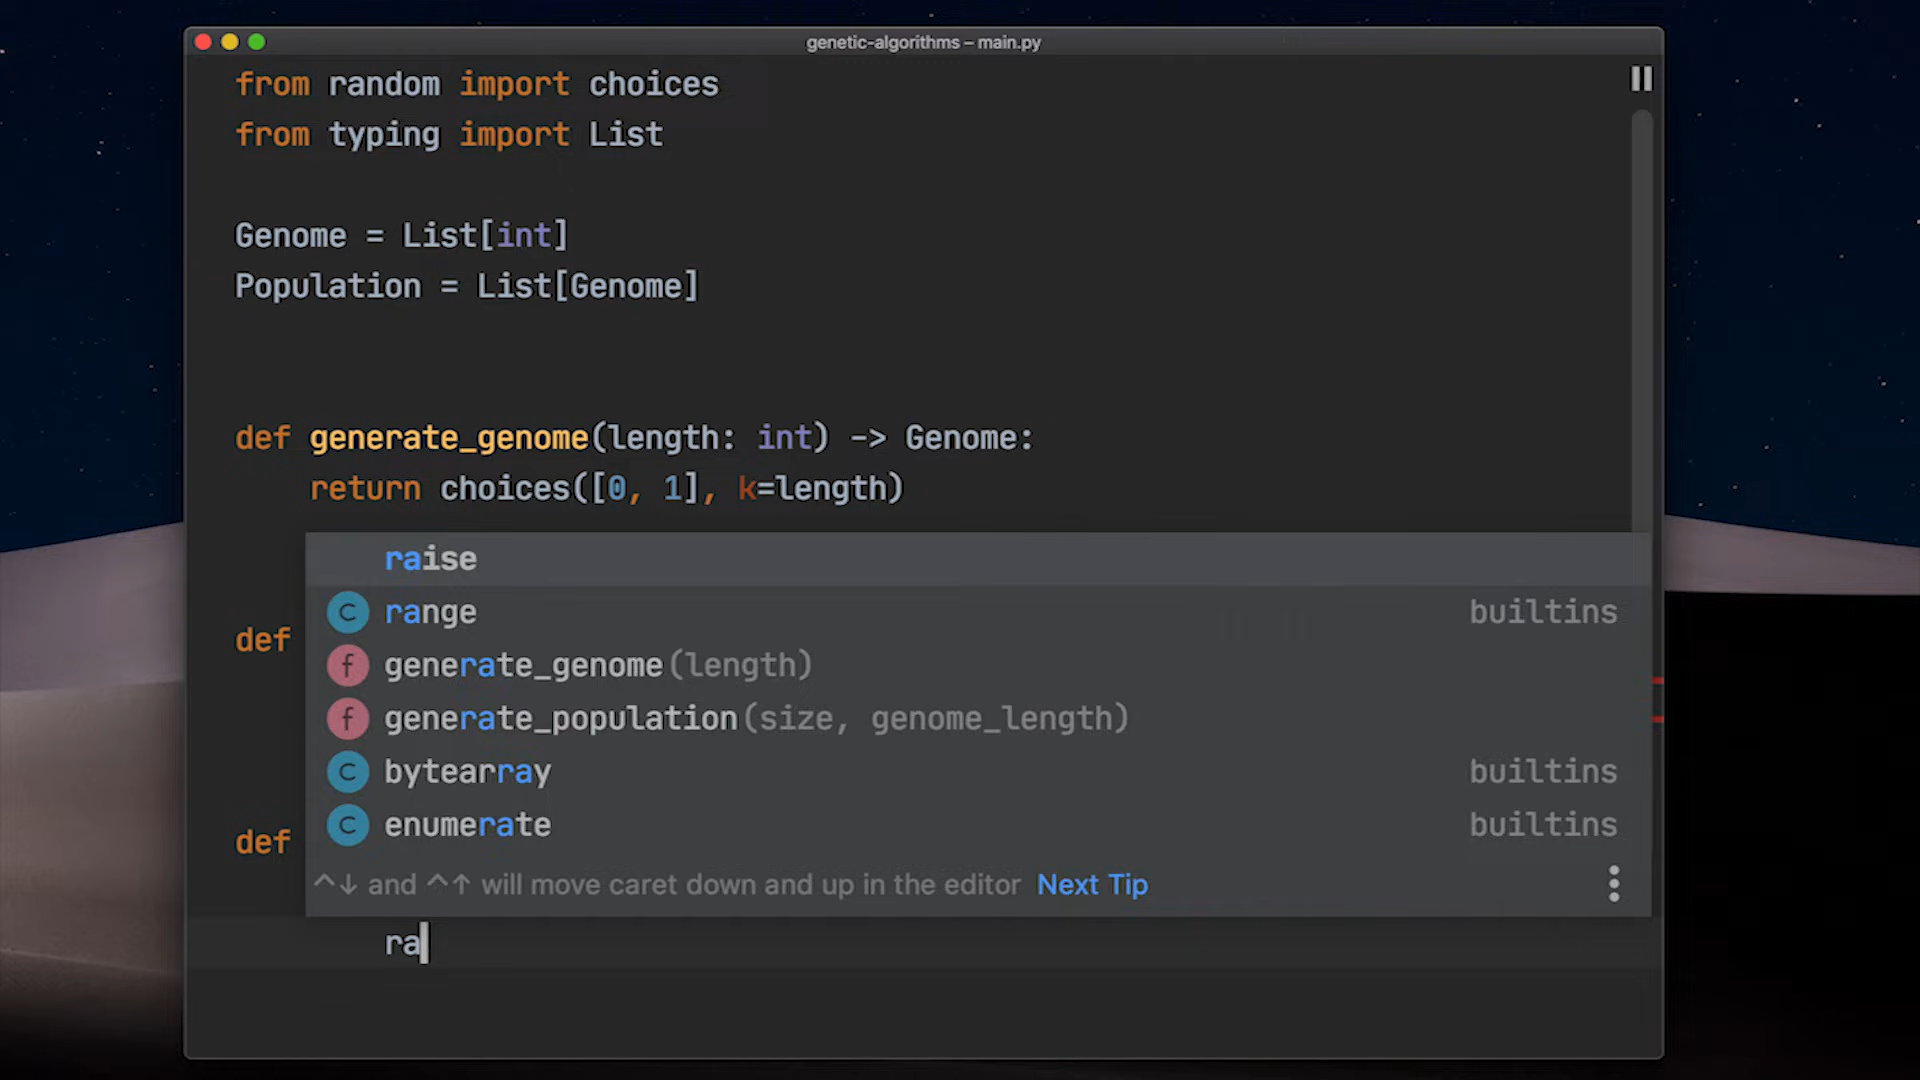 genetic-algorithms – main.py
from random import choices
from typing import List
Genome = List[int]
Population = List[Genome]
def generate_genome(length: int) -> Genome:
return choices([0, 1], k=length)
raise
range builtins
def
generate_genome(length)
generate_population(size, genome_length)
bytearray builtins
enumerate builtins
def
^↓ and ^↑ will move caret down and up in the editor Next Tip
ra